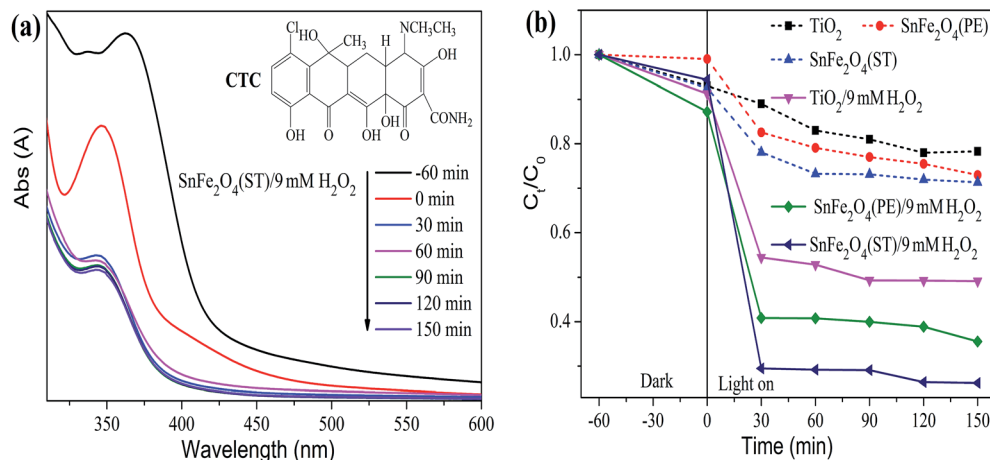 (a)
Abs (A)
Wavelength (nm)
350 400 450 500 550 600
CTC
Cl
HO
CH₃
H
NCH₃CH₃
OH
OH
O
OH
OH
O
CONH₂
SnFe₂O₄(ST)/9 mM H₂O₂
-60 min
0 min
30 min
60 min
90 min
120 min
150 min
(b)
TiO₂
SnFe₂O₄(PE)
SnFe₂O₄(ST)
TiO₂/9 mM H₂O₂
SnFe₂O₄(PE)/9 mM H₂O₂
SnFe₂O₄(ST)/9 mM H₂O₂
Cₜ/C₀
1.0
0.8
0.6
0.4
Dark
Light on
-60 -30 0 30 60 90 120 150
Time (min)